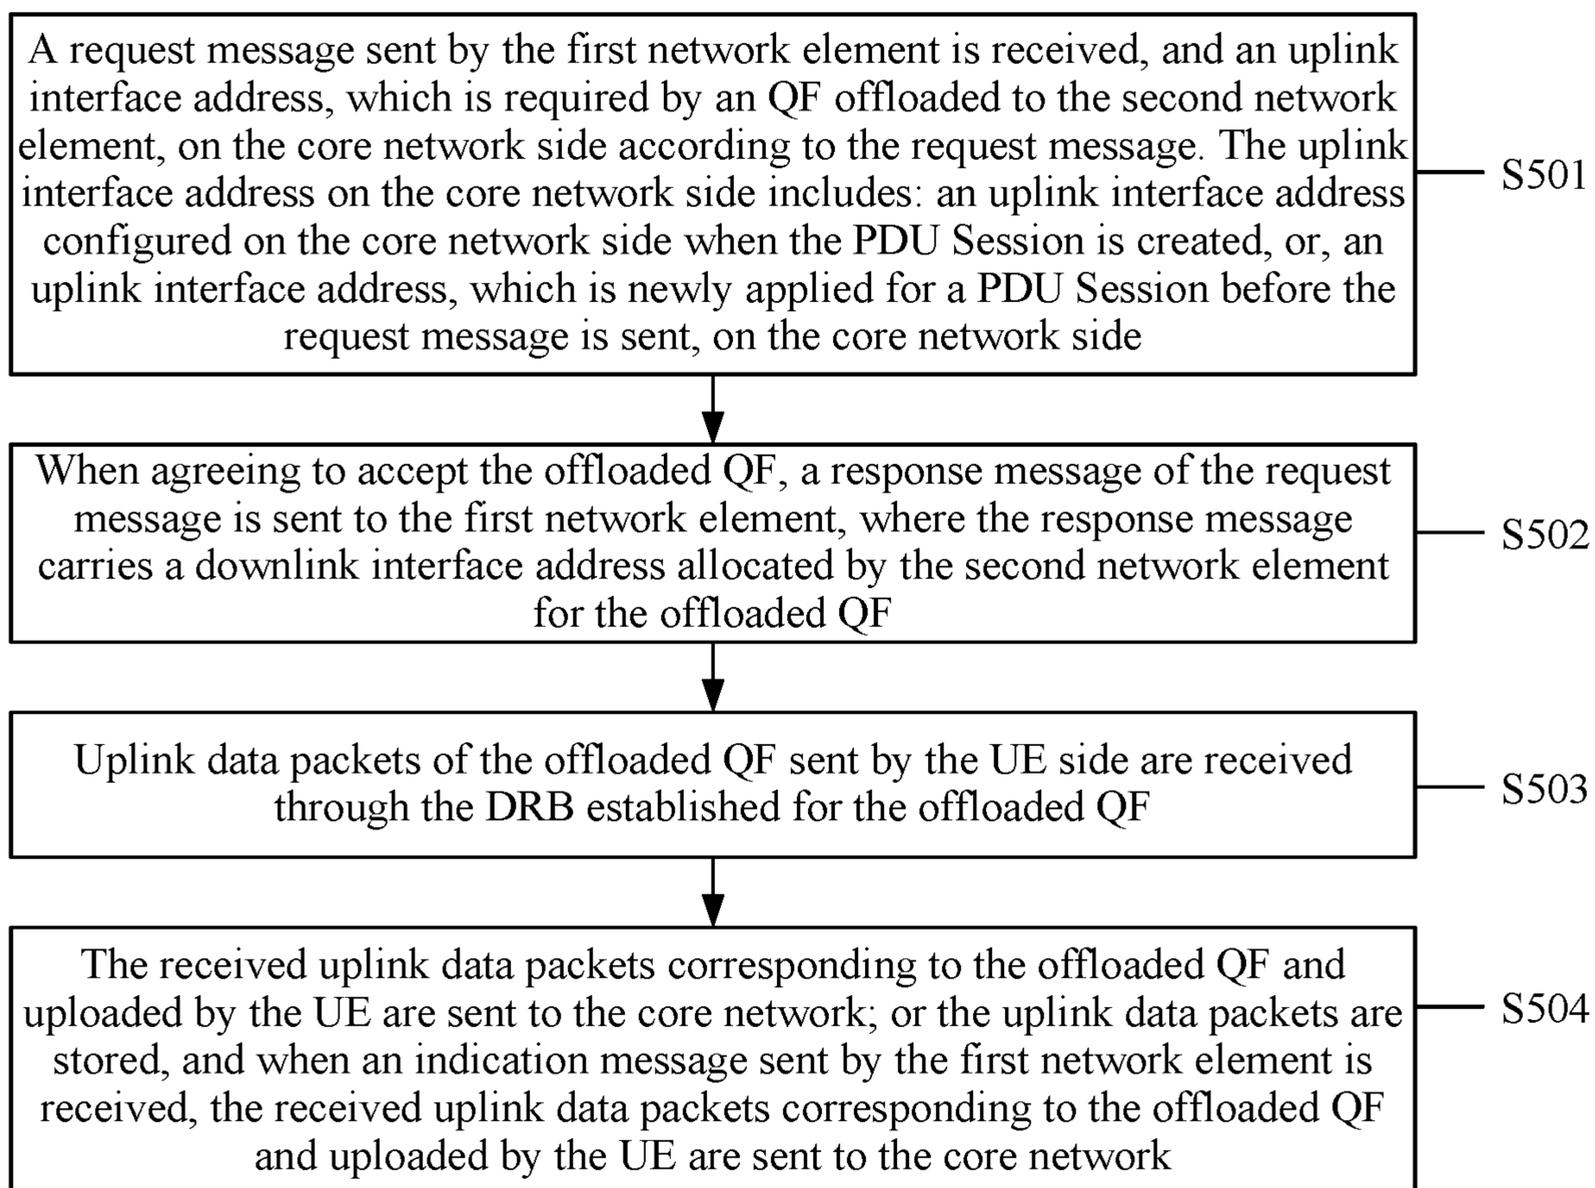 A request message sent by the first network element is received, and an uplink
interface address, which is required by an QF offloaded to the second network
element, on the core network side according to the request message. The uplink
interface address on the core network side includes: an uplink interface address
configured on the core network side when the PDU Session is created, or, an
uplink interface address, which is newly applied for a PDU Session before the
request message is sent, on the core network side
S501
When agreeing to accept the offloaded QF, a response message of the request
message is sent to the first network element, where the response message
carries a downlink interface address allocated by the second network element
for the offloaded QF
S502
Uplink data packets of the offloaded QF sent by the UE side are received
through the DRB established for the offloaded QF
S503
The received uplink data packets corresponding to the offloaded QF and
uploaded by the UE are sent to the core network; or the uplink data packets are
stored, and when an indication message sent by the first network element is
received, the received uplink data packets corresponding to the offloaded QF
and uploaded by the UE are sent to the core network
S504